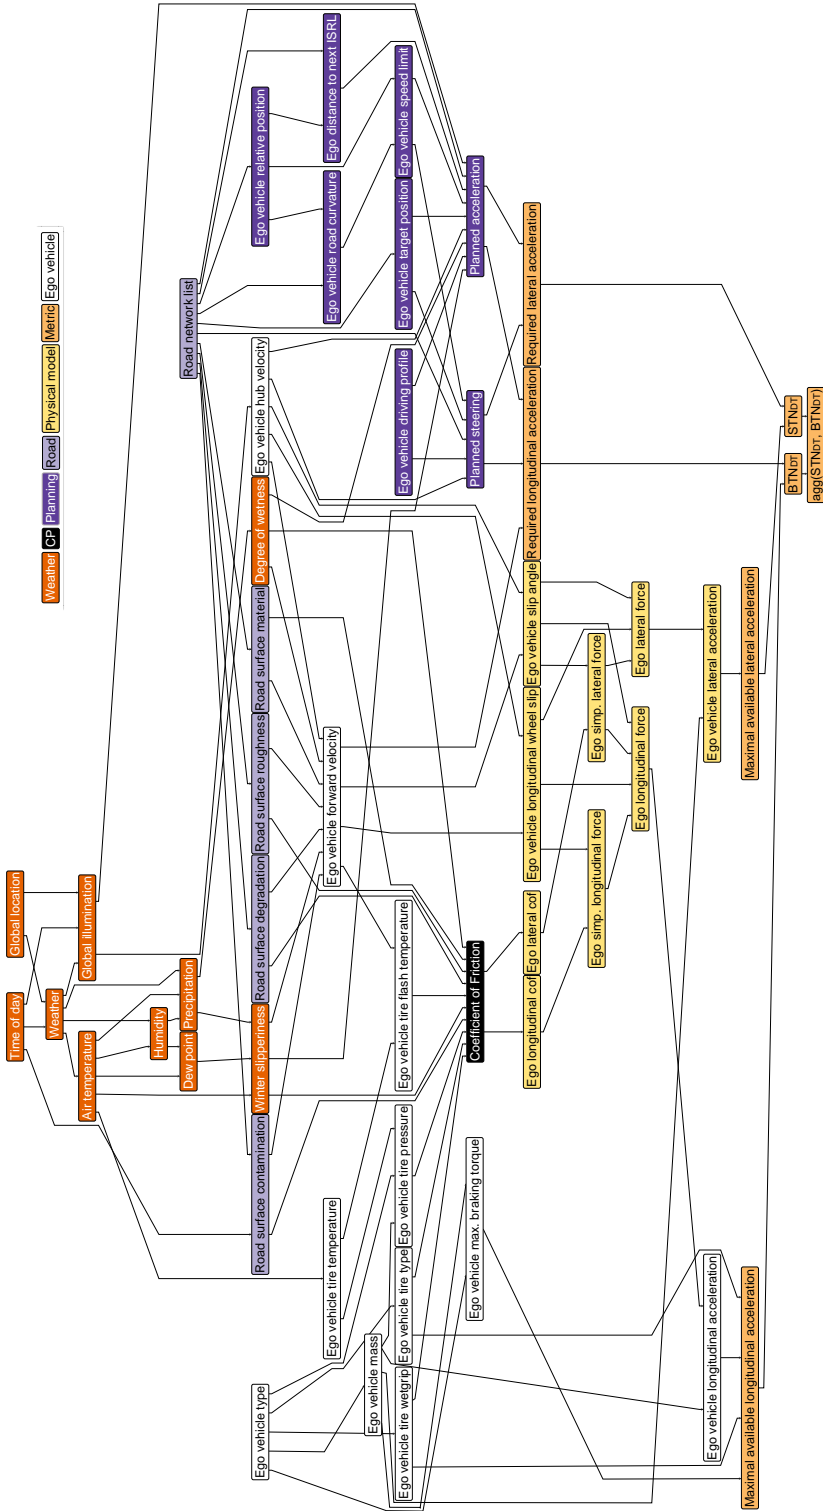 Weather
CP
Planning
Road
Physical model
Metric
Ego vehicle
Time of day
Global location
Weather
Air temperature
Global illumination
Humidity
Dew point
Precipitation
Road network list
Ego vehicle type
Road surface contamination
Winter slipperiness
Road surface degradation
Road surface roughness
Road surface material
Degree of wetness
Ego vehicle hub velocity
Ego vehicle relative position
Ego vehicle tire temperature
Ego vehicle forward velocity
Ego vehicle road curvature
Ego distance to next ISRL
Ego vehicle mass
Ego vehicle tire wetgrip
Ego vehicle tire type
Ego vehicle tire pressure
Ego vehicle tire flash temperature
Ego vehicle driving profile
Ego vehicle target position
Ego vehicle speed limit
Ego vehicle max. braking torque
Coefficient of Friction
Planned steering
Planned acceleration
Ego longitudinal cof
Ego lateral cof
Ego vehicle longitudinal wheel slip
Ego vehicle slip angle
Required longitudinal acceleration
Required lateral acceleration
Ego simp. longitudinal force
Ego simp. lateral force
Ego longitudinal force
Ego lateral force
Ego vehicle longitudinal acceleration
Ego vehicle lateral acceleration
Maximal available longitudinal acceleration
Maximal available lateral acceleration
BTNDT
STNDT
agg(STNDT, BTNDT)